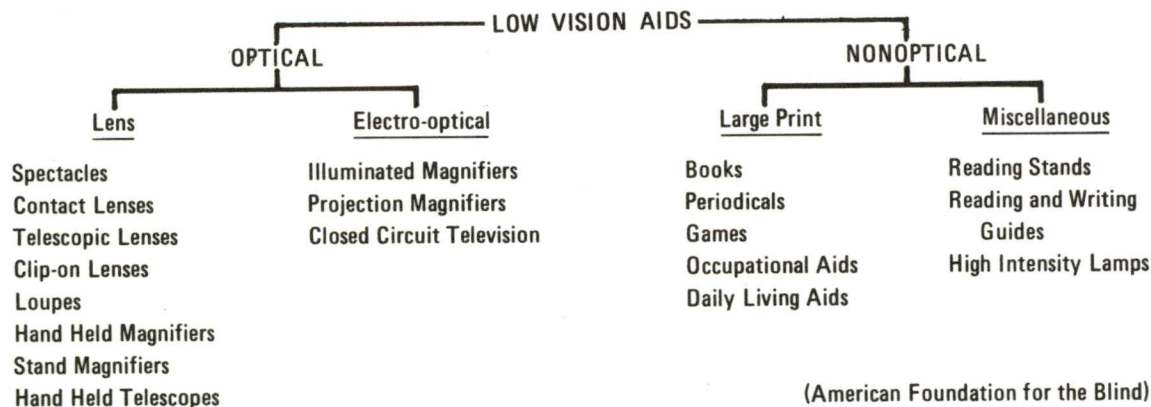 LOW VISION AIDS
OPTICAL
NONOPTICAL
Lens
Spectacles
Contact Lenses
Telescopic Lenses
Clip-on Lenses
Loupes
Hand Held Magnifiers
Stand Magnifiers
Hand Held Telescopes
Electro-optical
Illuminated Magnifiers
Projection Magnifiers
Closed Circuit Television
Large Print
Books
Periodicals
Games
Occupational Aids
Daily Living Aids
Miscellaneous
Reading Stands
Reading and Writing
Guides
High Intensity Lamps
(American Foundation for the Blind)